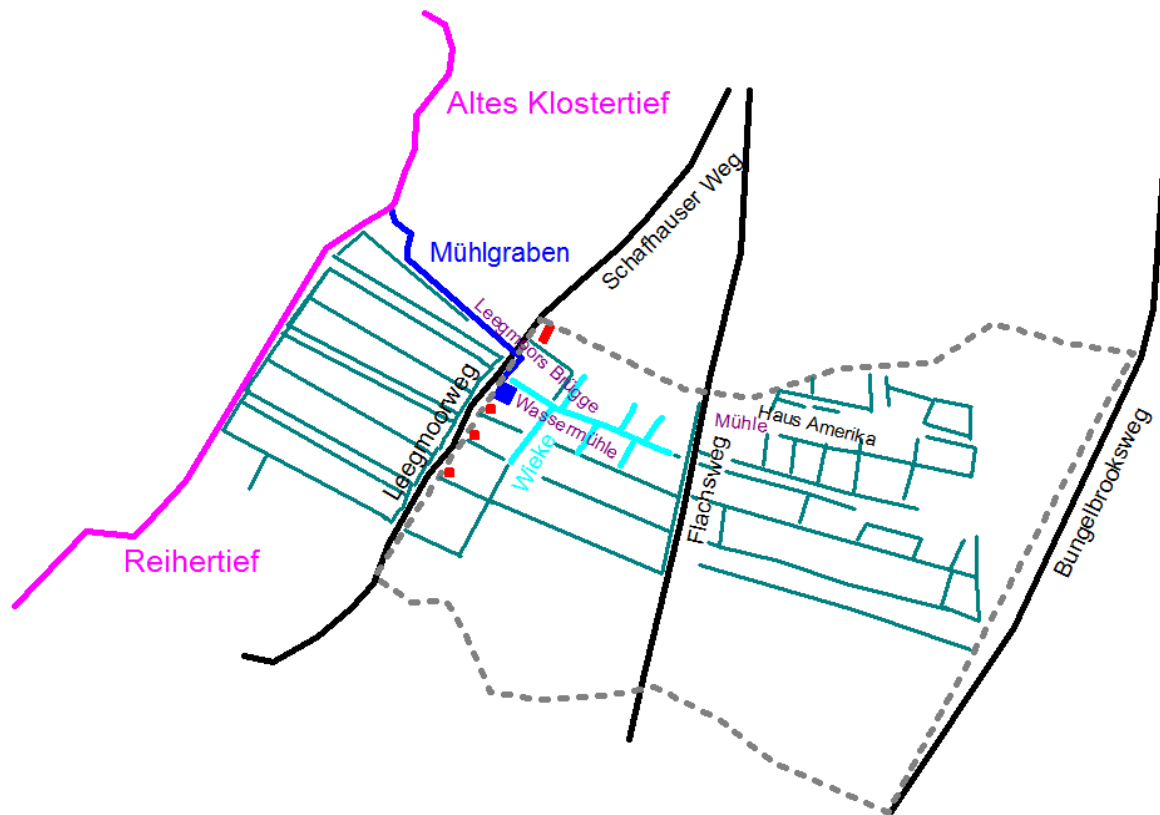 Altes Klostertief
Schafhauser Weg
Mühlgraben
Leegmoors Brügge
Leegmoorweg
Wassermühle
Wieke
Mühle
Haus Amerika
Flachsweg
Bungelbrooksweg
Reihertief